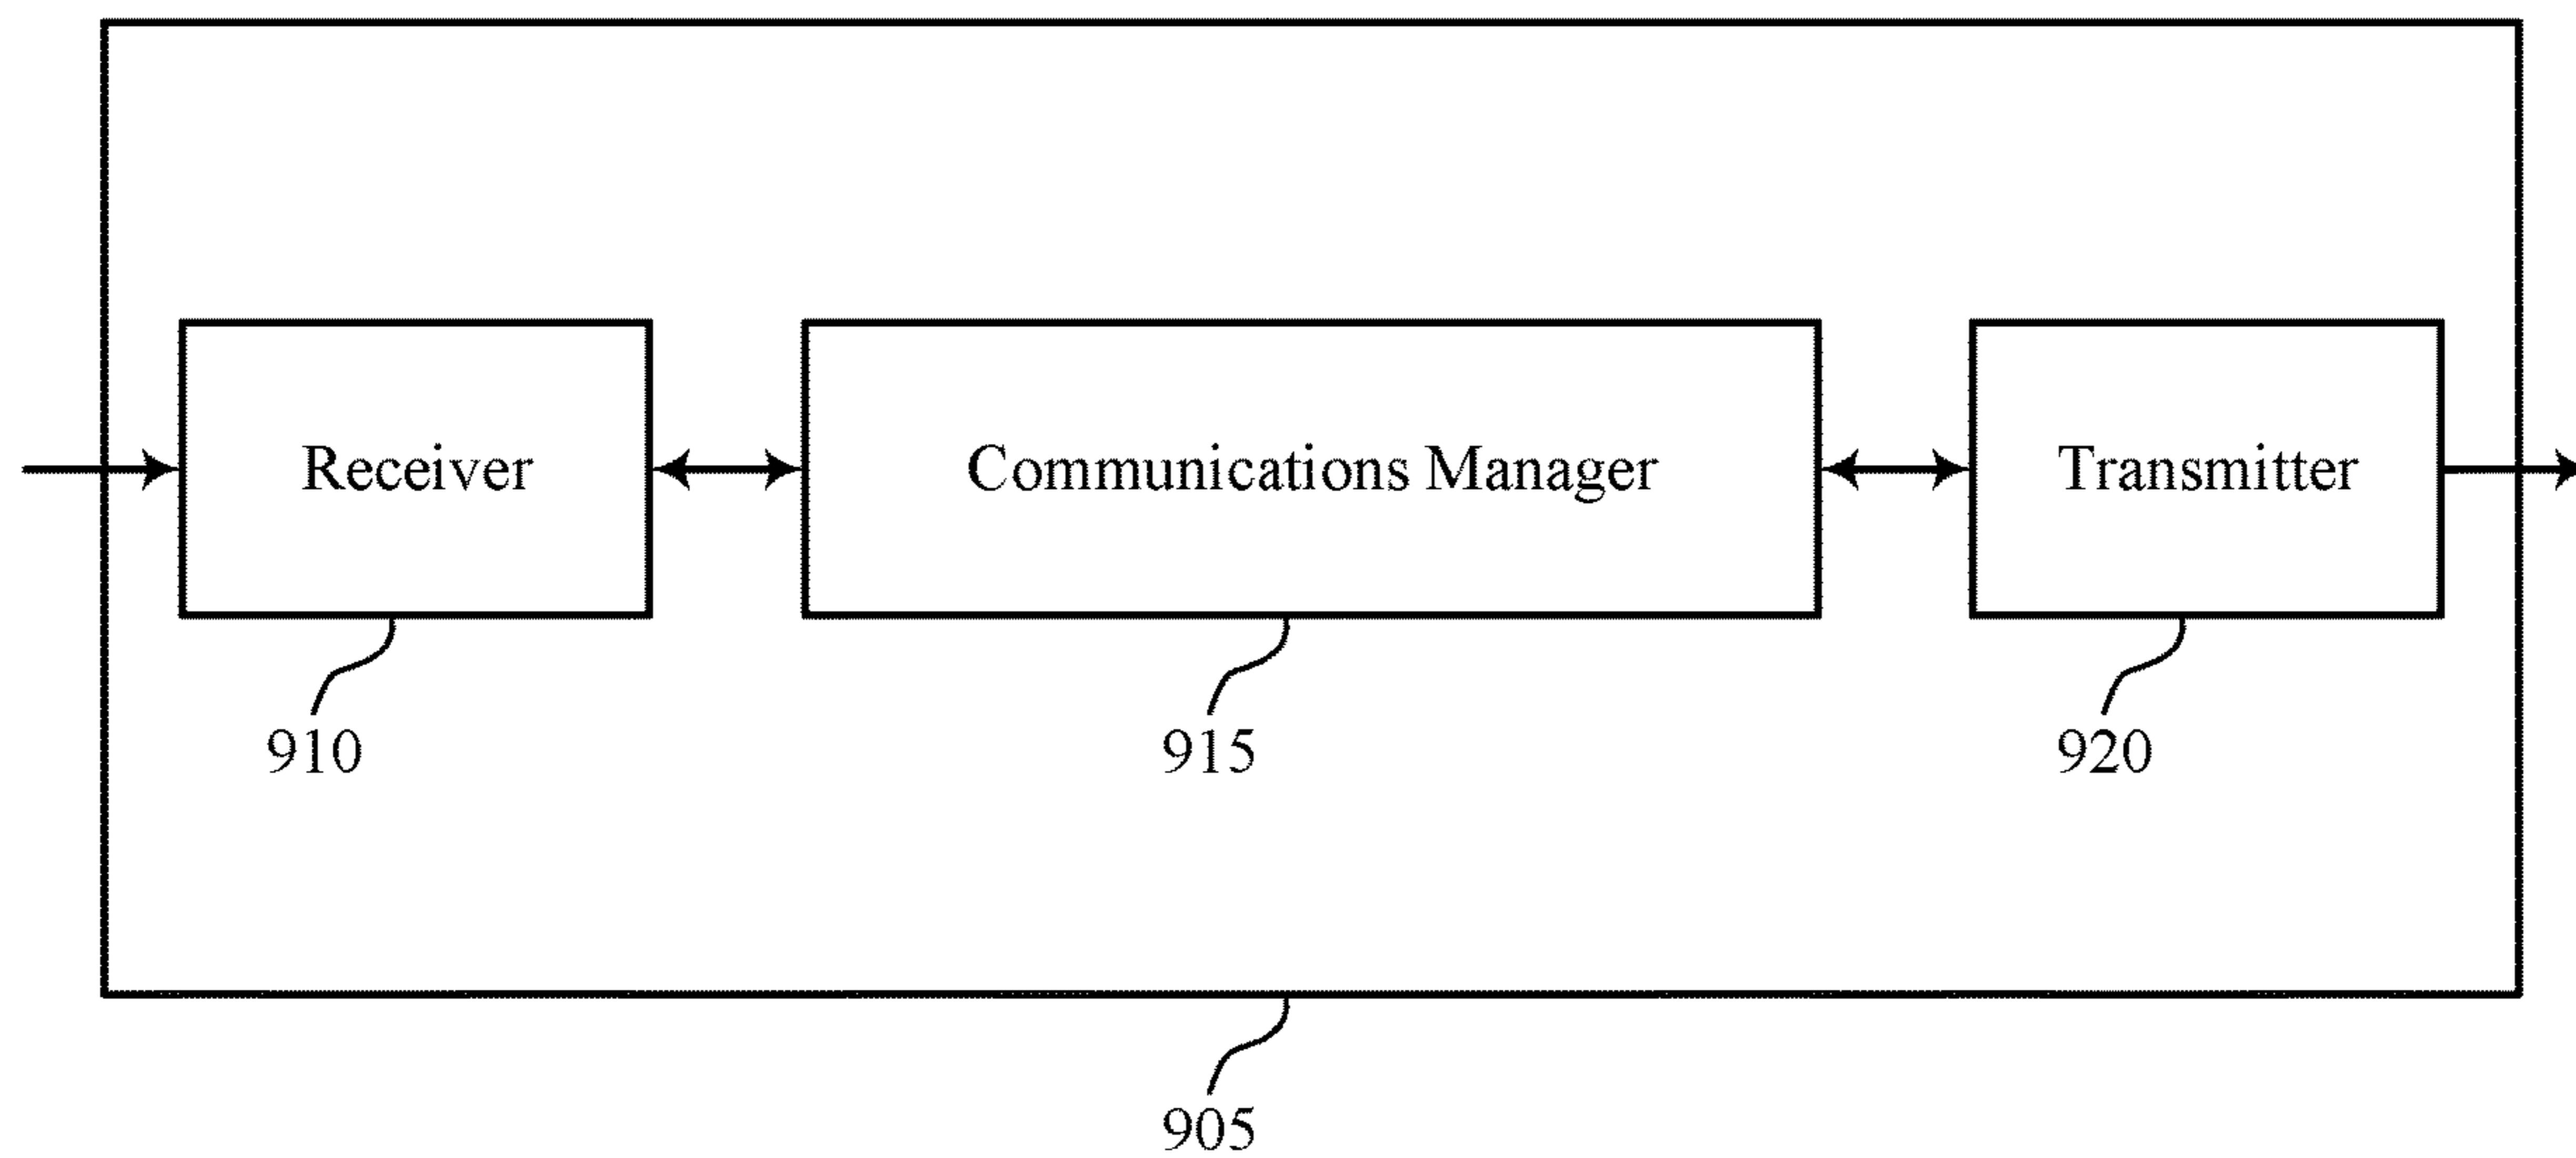 Receiver
Communications Manager
Transmitter
910
915
920
905